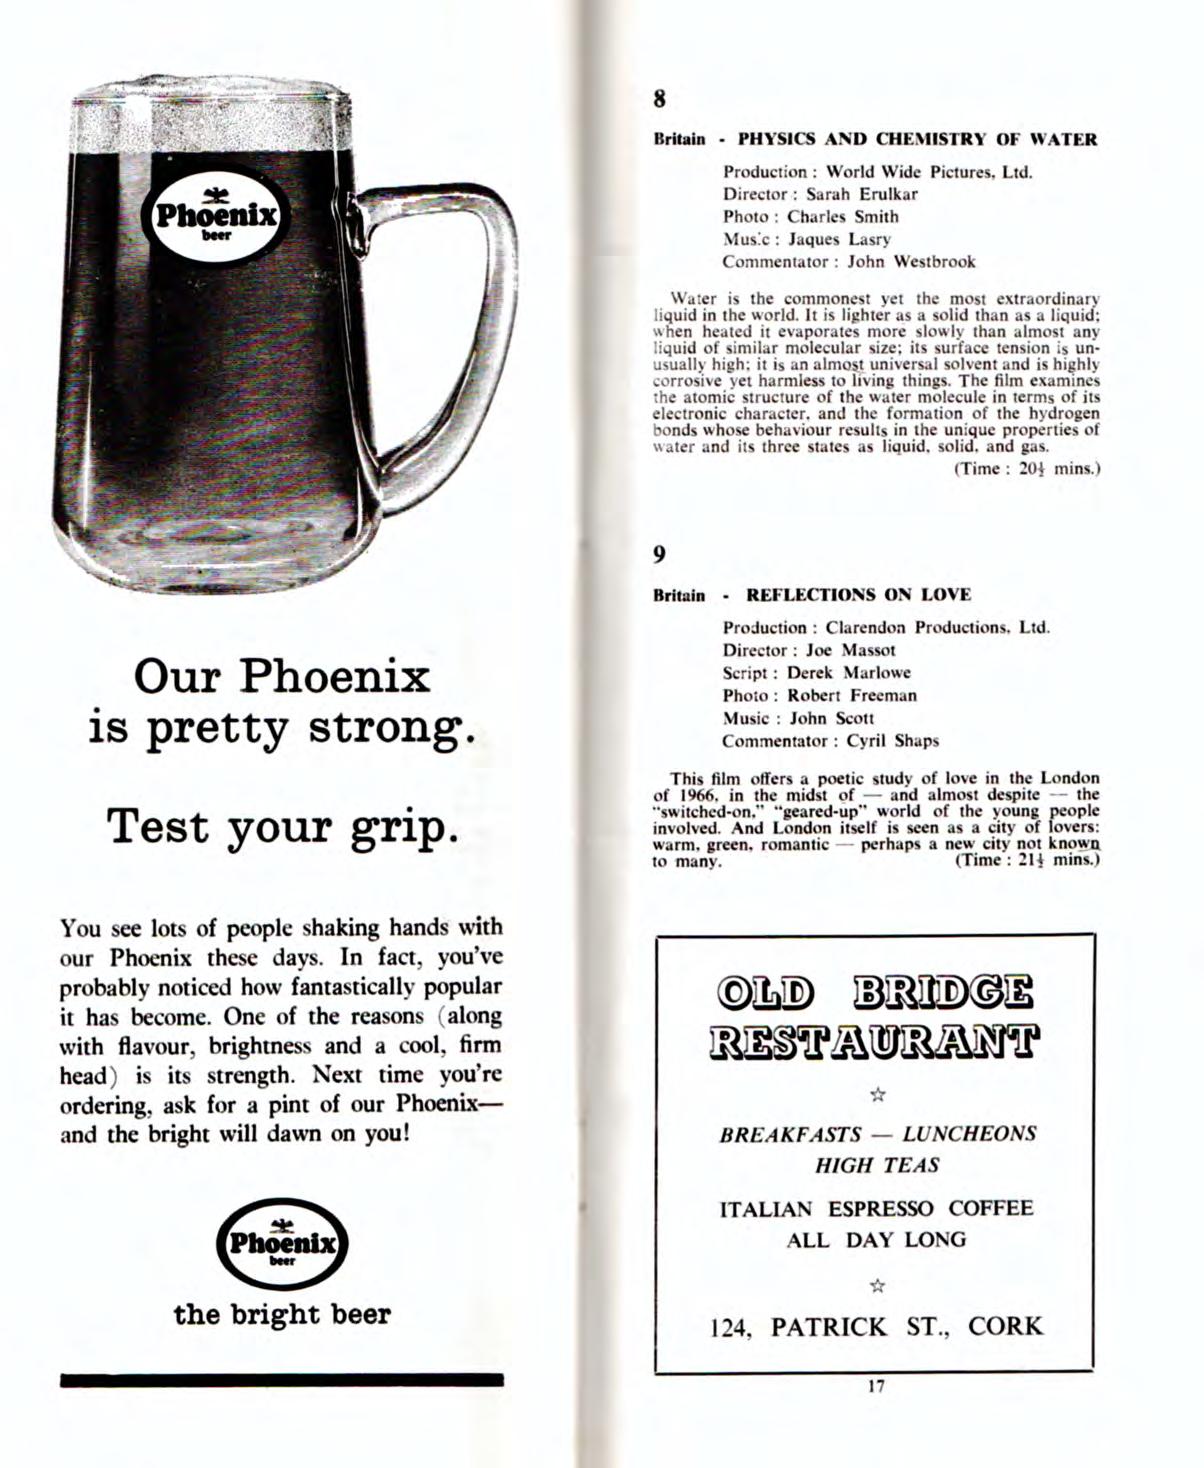 Phoenix
beer
Our Phoenix
is pretty strong.
Test your grip.
You see lots of people shaking hands with
our Phoenix these days. In fact, you've
probably noticed how fantastically popular
it has become. One of the reasons (along
with flavour, brightness and a cool, firm
head) is its strength. Next time you're
ordering, ask for a pint of our Phoenix—
and the bright will dawn on you!
Phoenix
beer
the bright beer
8
Britain - PHYSICS AND CHEMISTRY OF WATER
Production : World Wide Pictures, Ltd.
Director : Sarah Erulkar
Photo : Charles Smith
Music : Jaques Lasry
Commentator : John Westbrook
Water is the commonest yet the most extraordinary
liquid in the world. It is lighter as a solid than as a liquid;
when heated it evaporates more slowly than almost any
liquid of similar molecular size; its surface tension is un-
usually high; it is an almost universal solvent and is highly
corrosive yet harmless to living things. The film examines
the atomic structure of the water molecule in terms of its
electronic character, and the formation of the hydrogen
bonds whose behaviour results in the unique properties of
water and its three states as liquid, solid, and gas.
(Time : 20½ mins.)
9
Britain - REFLECTIONS ON LOVE
Production : Clarendon Productions, Ltd.
Director : Joe Massot
Script : Derek Marlowe
Photo : Robert Freeman
Music : John Scott
Commentator : Cyril Shaps
This film offers a poetic study of love in the London
of 1966, in the midst of — and almost despite — the
"switched-on," "geared-up" world of the young people
involved. And London itself is seen as a city of lovers:
warm, green, romantic — perhaps a new city not known
to many. (Time : 21½ mins.)
OLD BRIDGE
RESTAURANT
☆
BREAKFASTS — LUNCHEONS
HIGH TEAS
ITALIAN ESPRESSO COFFEE
ALL DAY LONG
☆
124, PATRICK ST., CORK
17